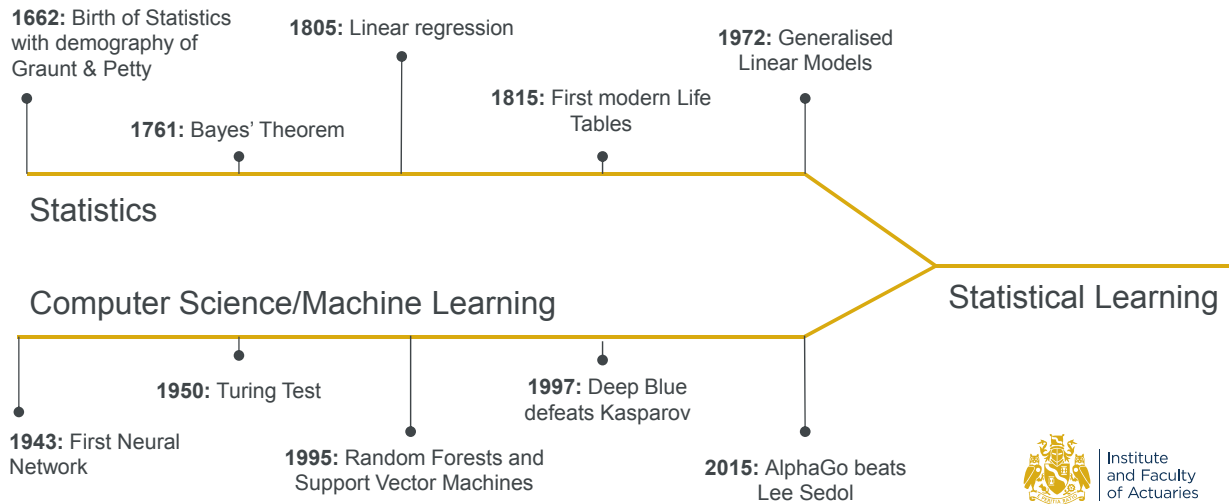 1662: Birth of Statistics
with demography of
Graunt & Petty
1761: Bayes’ Theorem
1805: Linear regression
1815: First modern Life
Tables
1972: Generalised
Linear Models
Statistics
Computer Science/Machine Learning
Statistical Learning
1943: First Neural
Network
1950: Turing Test
1995: Random Forests and
Support Vector Machines
1997: Deep Blue
defeats Kasparov
2015: AlphaGo beats
Lee Sedol
Institute
and Faculty
of Actuaries